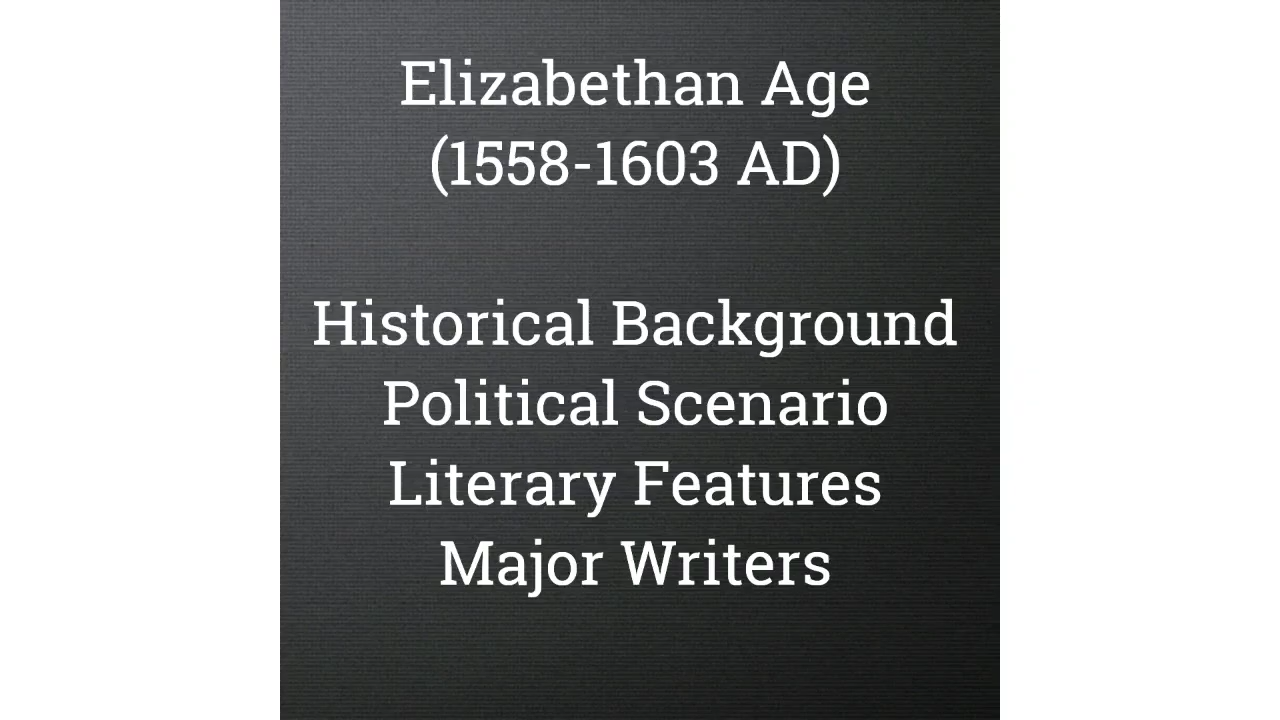 Elizabethan Age
(1558-1603 AD)
Historical Background
Political Scenario
Literary Features
Major Writers